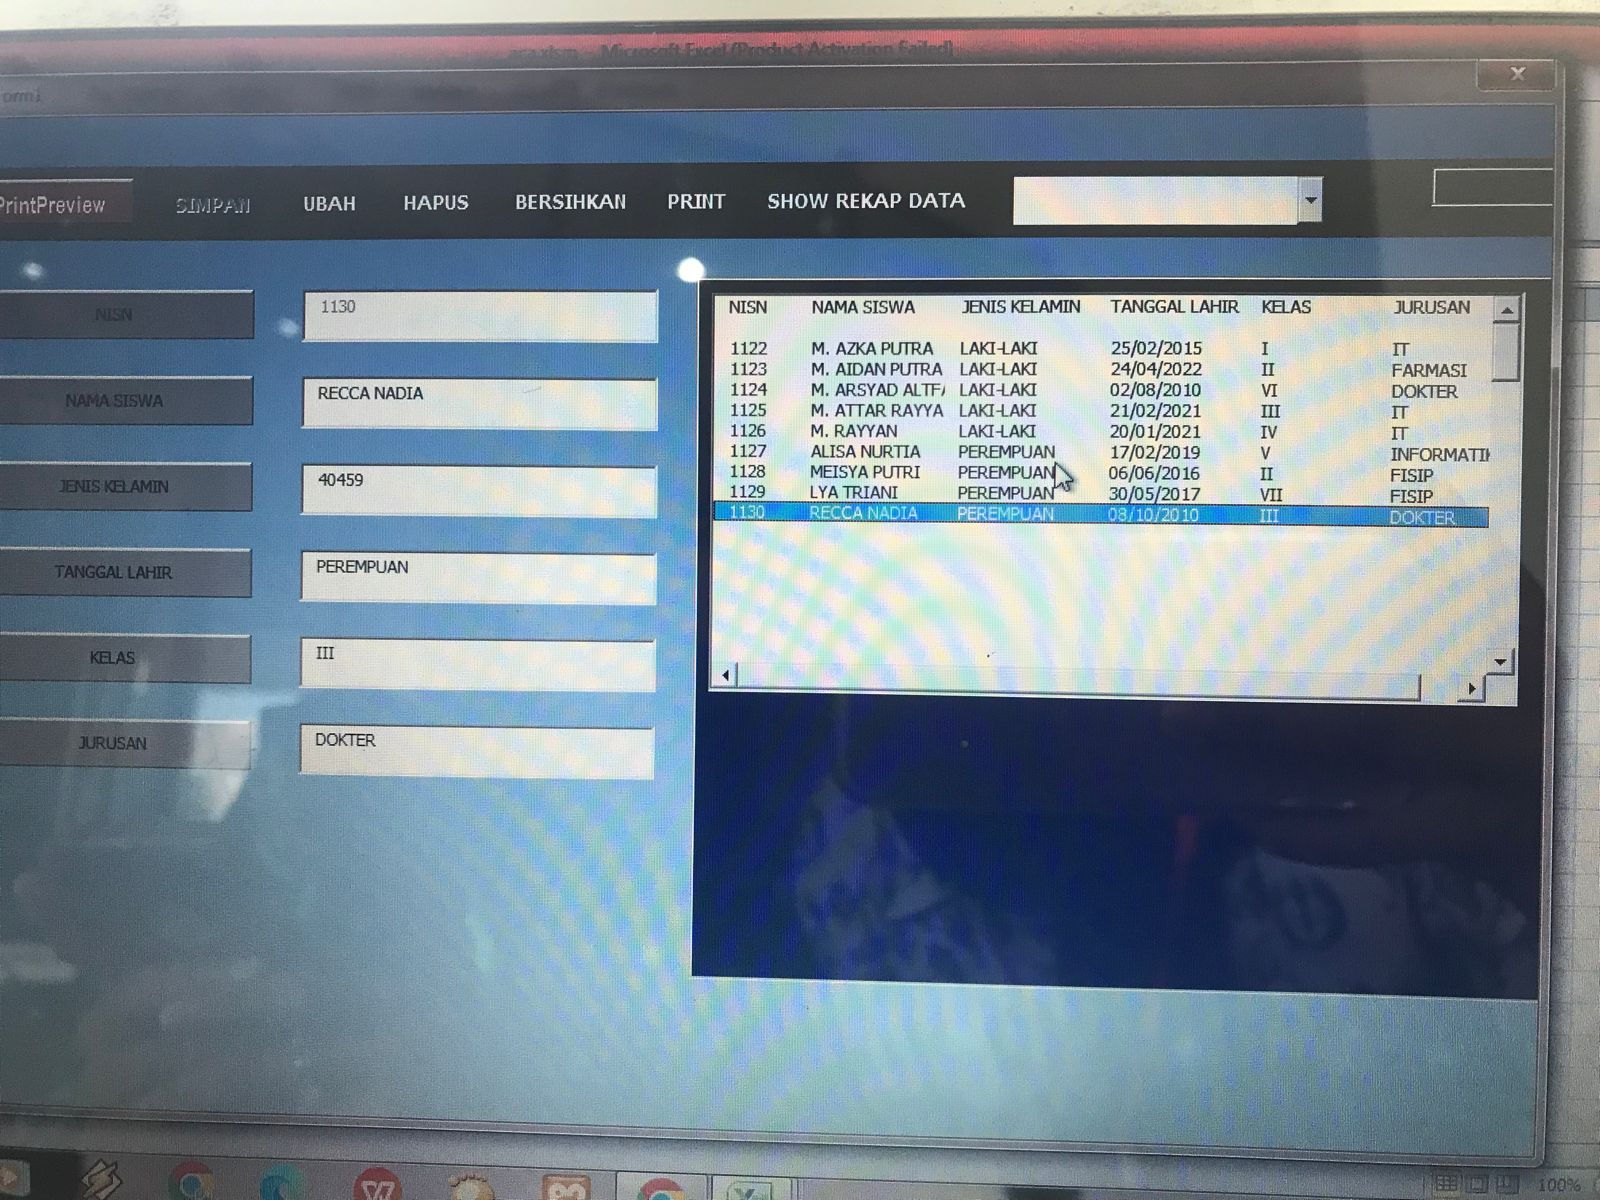 aca.xlsm - Microsoft Excel (Product Activation Failed)
orm1
PrintPreview SIMPAN UBAH HAPUS BERSIHKAN PRINT SHOW REKAP DATA
NISN 1130
NAMA SISWA RECCA NADIA
JENIS KELAMIN 40459
TANGGAL LAHIR PEREMPUAN
KELAS III
JURUSAN DOKTER
NISN NAMA SISWA JENIS KELAMIN TANGGAL LAHIR KELAS JURUSAN
1122 M. AZKA PUTRA LAKI-LAKI 25/02/2015 I IT
1123 M. AIDAN PUTRA LAKI-LAKI 24/04/2022 II FARMASI
1124 M. ARSYAD ALTF LAKI-LAKI 02/08/2010 VI DOKTER
1125 M. ATTAR RAYYA LAKI-LAKI 21/02/2021 III IT
1126 M. RAYYAN LAKI-LAKI 20/01/2021 IV IT
1127 ALISA NURTIA PEREMPUAN 17/02/2019 V INFORMATIK
1128 MEISYA PUTRI PEREMPUAN 06/06/2016 II FISIP
1129 LYA TRIANI PEREMPUAN 30/05/2017 VII FISIP
1130 RECCA NADIA PEREMPUAN 08/10/2010 III DOKTER
100%